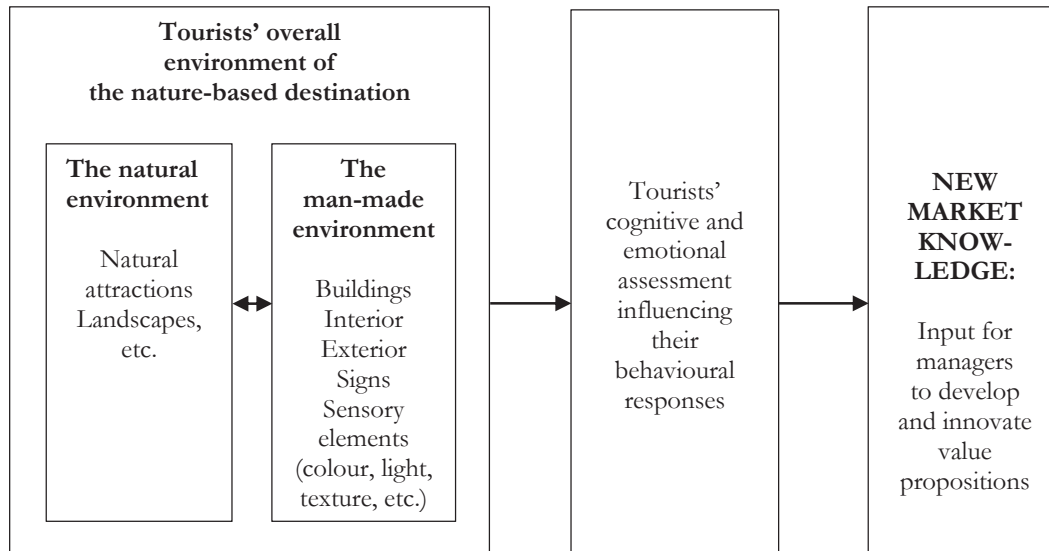 Tourists’ overall
environment of
the nature-based destination
The natural
environment
Natural
attractions
Landscapes,
etc.
The
man-made
environment
Buildings
Interior
Exterior
Signs
Sensory
elements
(colour, light,
texture, etc.)
Tourists’
cognitive and
emotional
assessment
influencing
their
behavioural
responses
NEW
MARKET
KNOW-
LEDGE:
Input for
managers
to develop
and innovate
value
propositions